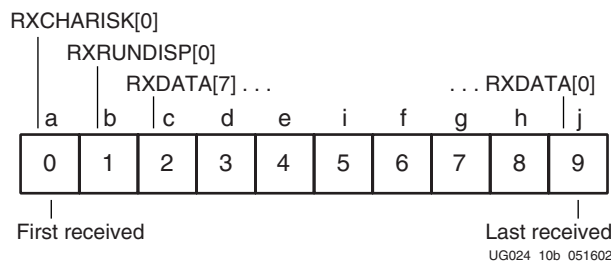 RXCHARISK[0]
RXRUNDISP[0]
RXDATA[7] . . . . . . RXDATA[0]
a b c d e i f g h j
0 1 2 3 4 5 6 7 8 9
First received Last received
UG024_10b_051602